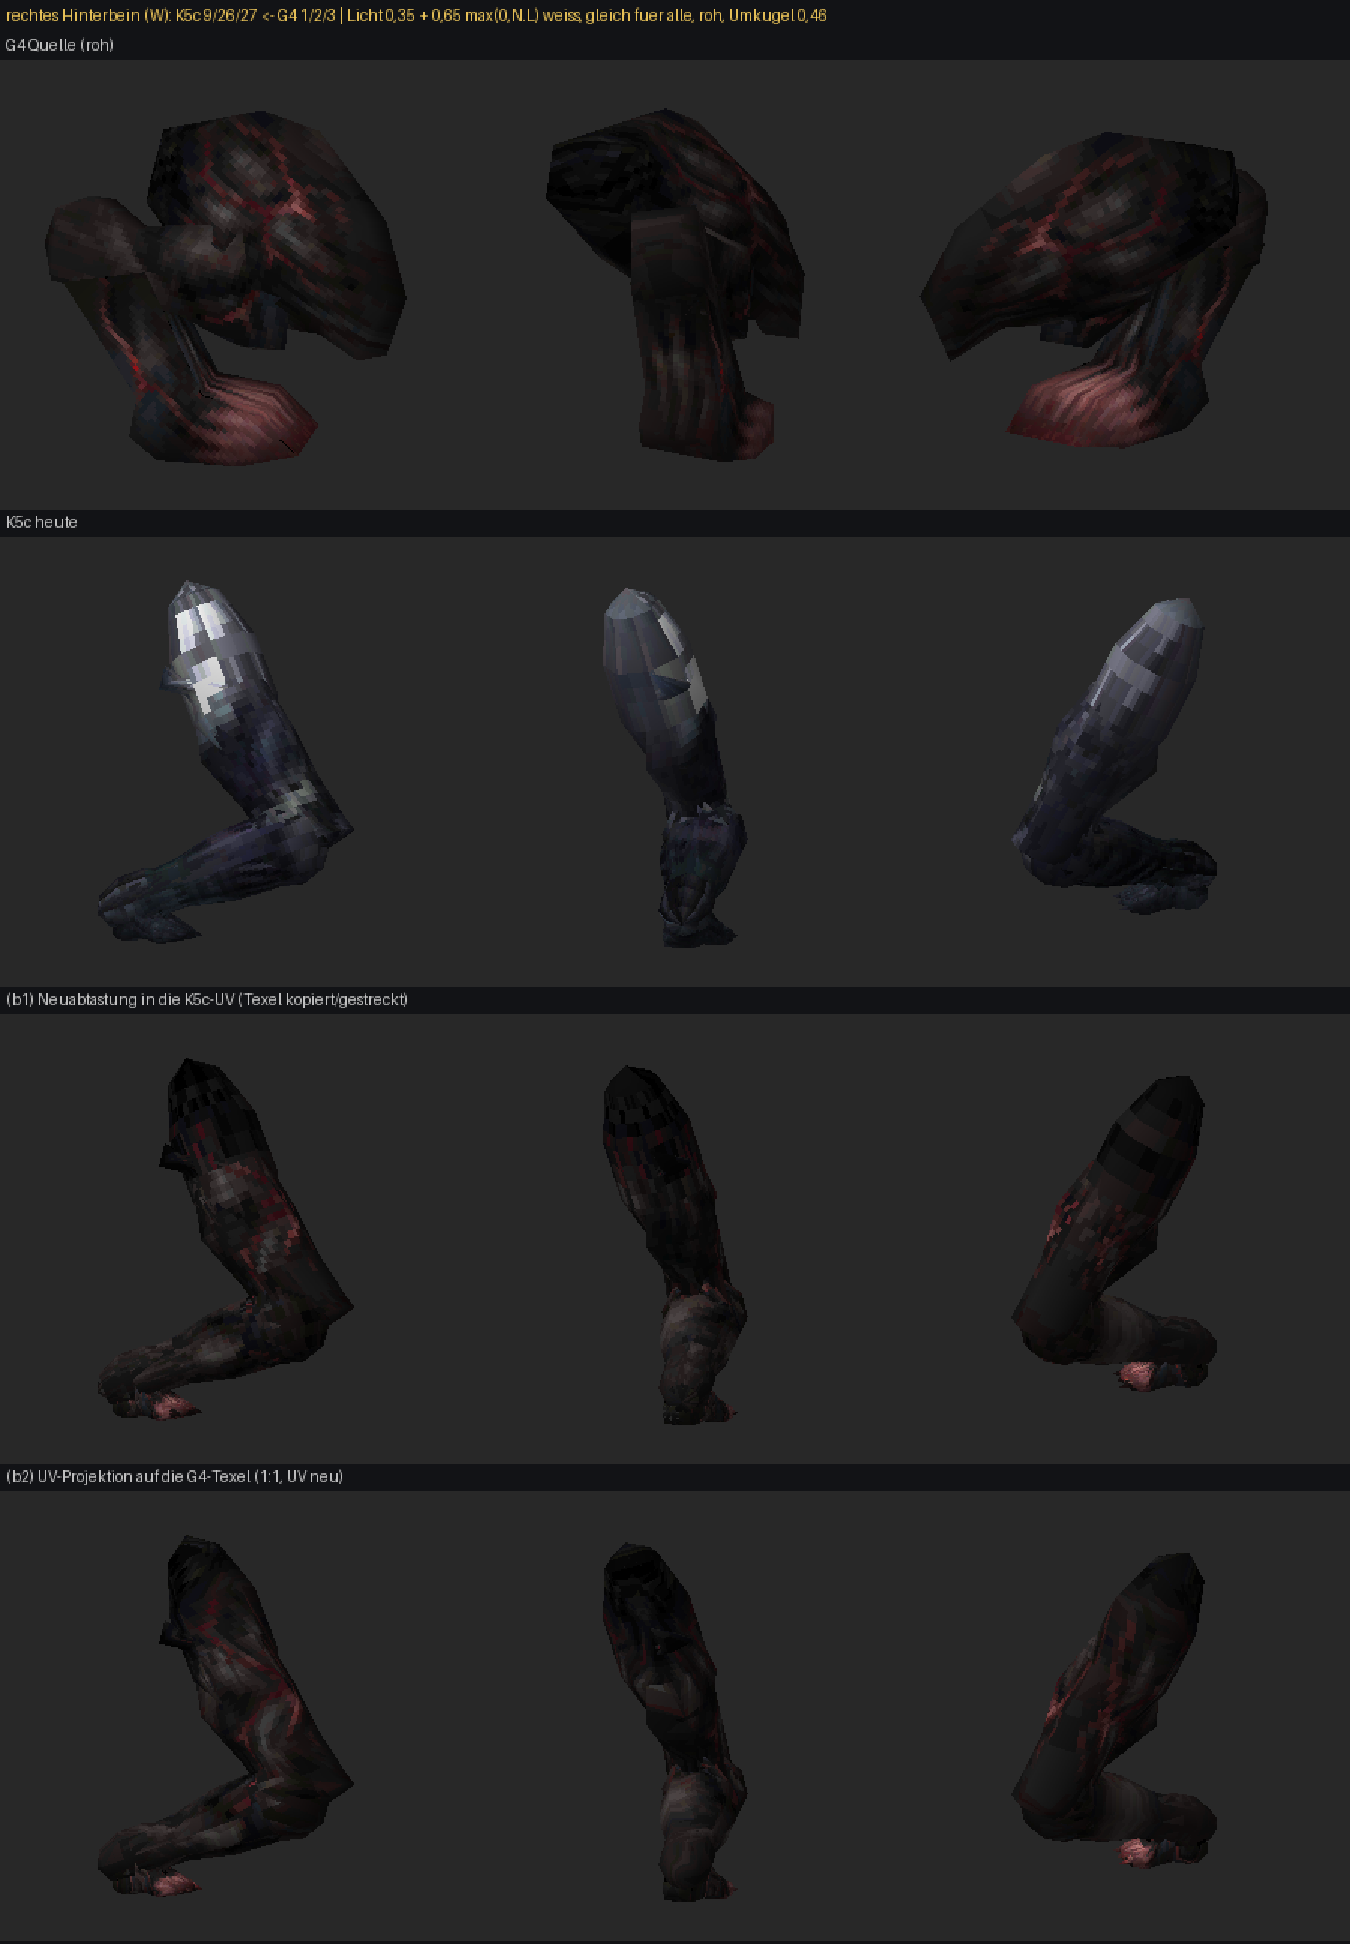 rechtes Hinterbein (W): K5c 9/26/27 <- G4 1/2/3 | Licht 0,35 + 0,65 max(0,N.L) weiss, gleich fuer alle, roh, Umkugel 0,46
G4 Quelle (roh)
K5c heute
(b1) Neuabtastung in die K5c-UV (Texel kopiert/gestreckt)
(b2) UV-Projektion auf die G4-Texel (1:1, UV neu)